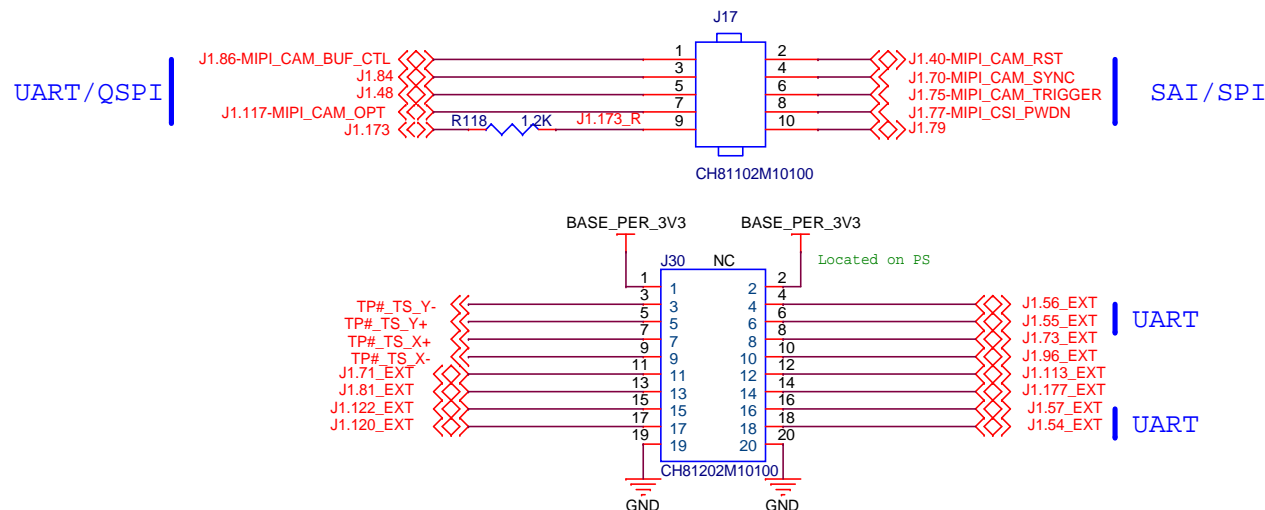 J17
UART/QSPI
J1.86-MIPI_CAM_BUF_CTL 1 2 J1.40-MIPI_CAM_RST
J1.84 3 4 J1.70-MIPI_CAM_SYNC
J1.48 5 6 J1.75-MIPI_CAM_TRIGGER
J1.117-MIPI_CAM_OPT 7 8 J1.77-MIPI_CSI_PWDN
J1.173 R118 1.2K J1.173_R 9 10 J1.79
SAI/SPI
CH81102M10100
BASE_PER_3V3 BASE_PER_3V3
J30 NC Located on PS
1 1 2 2
TP#_TS_Y- 3 3 4 4 J1.56_EXT
TP#_TS_Y+ 5 5 6 6 J1.55_EXT
UART
TP#_TS_X+ 7 7 8 8 J1.73_EXT
TP#_TS_X- 9 9 10 10 J1.96_EXT
J1.71_EXT 11 11 12 12 J1.113_EXT
J1.81_EXT 13 13 14 14 J1.177_EXT
J1.122_EXT 15 15 16 16 J1.57_EXT
J1.120_EXT 17 17 18 18 J1.54_EXT
UART
19 19 20 20
CH81202M10100
GND GND